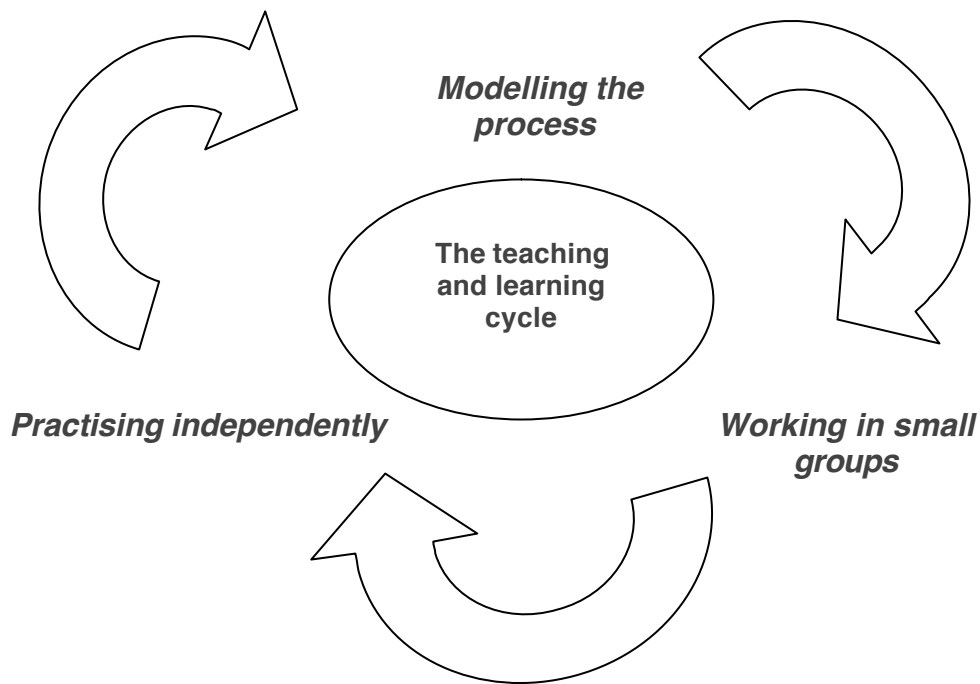 Modelling the
process
The teaching
and learning
cycle
Practising independently
Working in small
groups